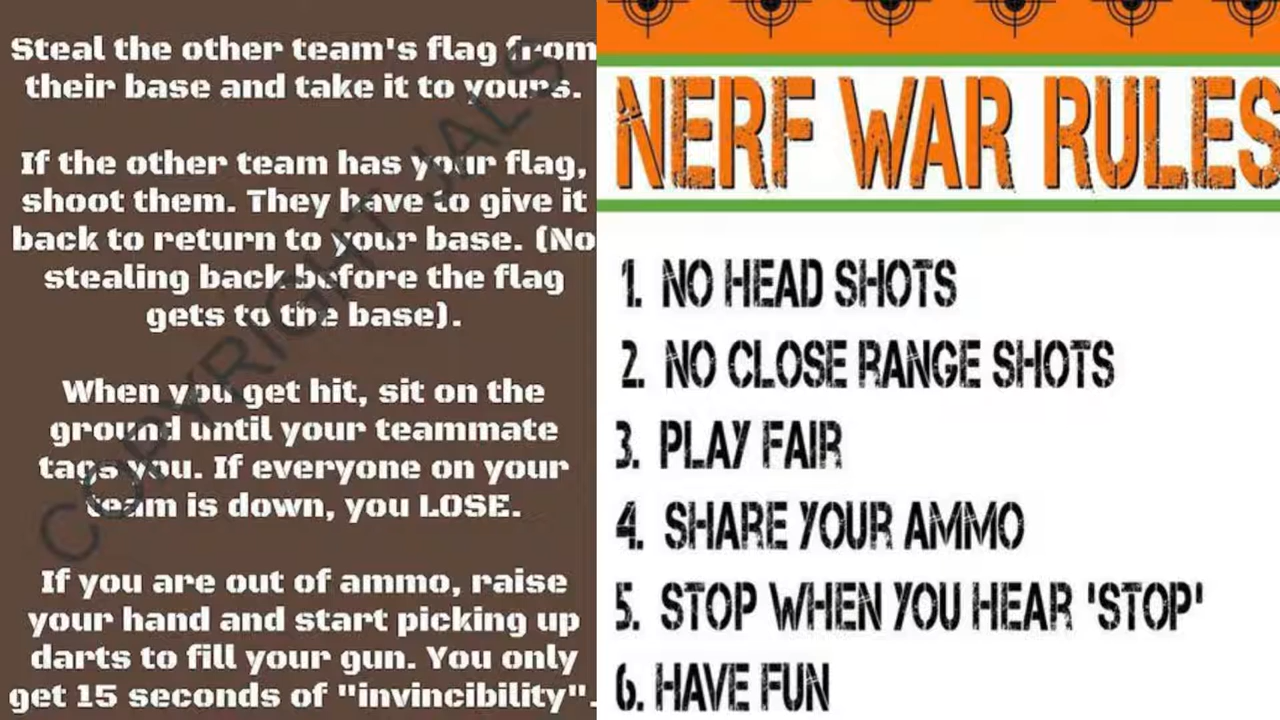 Steal the other team's flag from
their base and take it to yours.
If the other team has your flag,
shoot them. They have to give it
back to return to your base. (No
stealing back before the flag
gets to the base).
When you get hit, sit on the
ground until your teammate
tags you. If everyone on your
team is down, you LOSE.
If you are out of ammo, raise
your hand and start picking up
darts to fill your gun. You only
get 15 seconds of "invincibility".
COPYRIGHT JALS
NERF WAR RULES
1. NO HEAD SHOTS
2. NO CLOSE RANGE SHOTS
3. PLAY FAIR
4. SHARE YOUR AMMO
5. STOP WHEN YOU HEAR 'STOP'
6. HAVE FUN